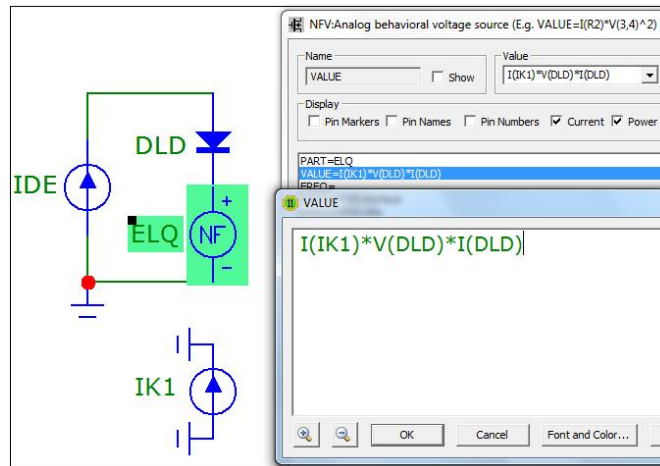 NFV:Analog behavioral voltage source (E.g. VALUE=I(R2)*V(3,4)^2)
Name
VALUE
Show
Value
I(IK1)*V(DLD)*I(DLD)
Display
Pin Markers
Pin Names
Pin Numbers
Current
Power
PART=ELQ
VALUE=I(IK1)*V(DLD)*I(DLD)
FREQ=
VALUE
I(IK1)*V(DLD)*I(DLD)
OK
Cancel
Font and Color...
DLD
IDE
+
ELQ
NF
-
IK1